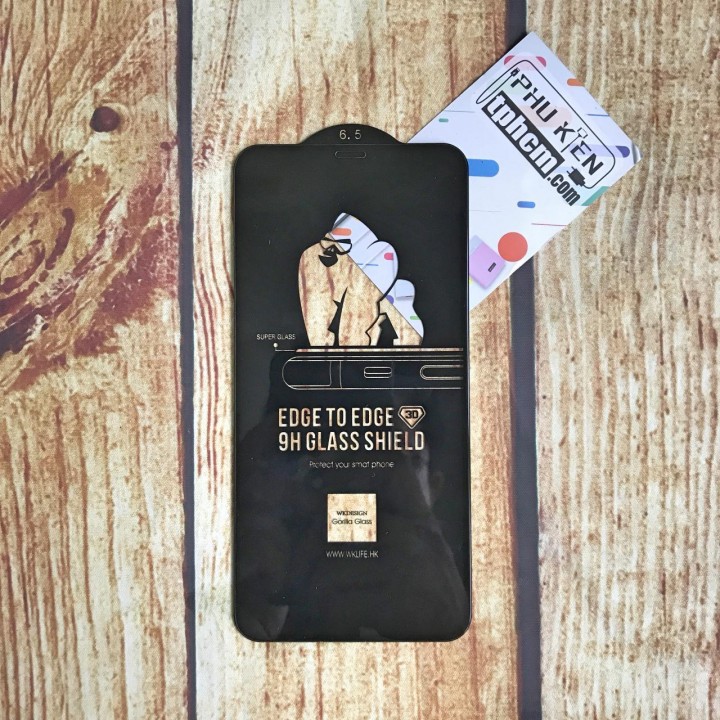 6.5
PHU KIEN
tphcm.com
SUPER GLASS
EDGE TO EDGE 3D
9H GLASS SHIELD
Protect your smat phone
WKDESIGN
Gorilla Glass
WWW.WKLIFE.HK